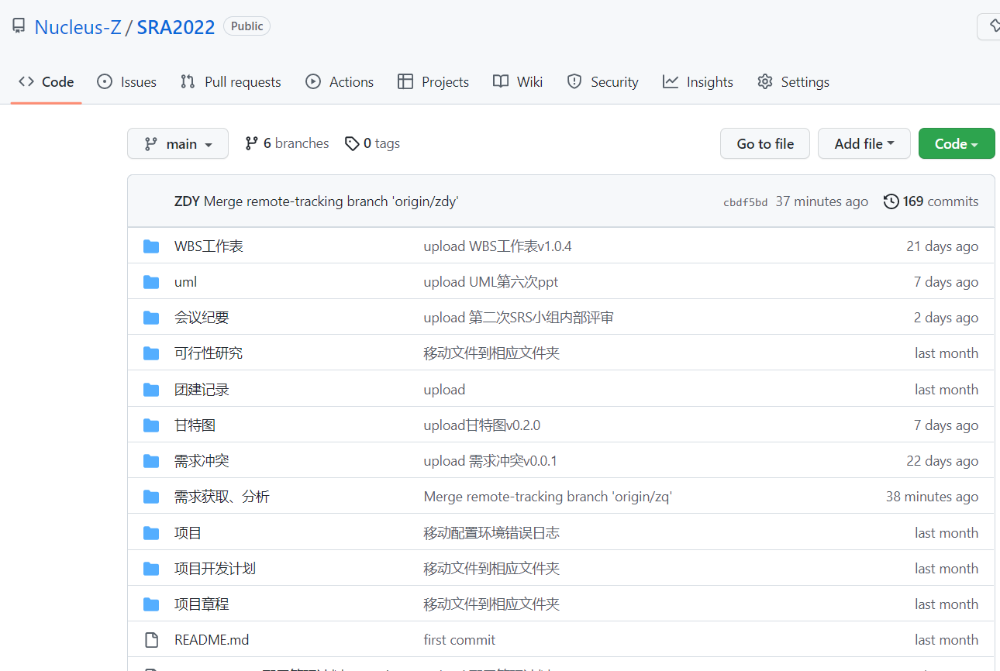 Nucleus-Z / SRA2022 Public
Code Issues Pull requests Actions Projects Wiki Security Insights Settings
main 6 branches 0 tags Go to file Add file Code
ZDY Merge remote-tracking branch 'origin/zdy' cbdf5bd 37 minutes ago 169 commits
WBS工作表 upload WBS工作表v1.0.4 21 days ago
uml upload UML第六次ppt 7 days ago
会议纪要 upload 第二次SRS小组内部评审 2 days ago
可行性研究 移动文件到相应文件夹 last month
团建记录 upload last month
甘特图 upload甘特图v0.2.0 7 days ago
需求冲突 upload 需求冲突v0.0.1 22 days ago
需求获取、分析 Merge remote-tracking branch 'origin/zq' 38 minutes ago
项目 移动配置环境错误日志 last month
项目开发计划 移动文件到相应文件夹 last month
项目章程 移动文件到相应文件夹 last month
README.md first commit last month